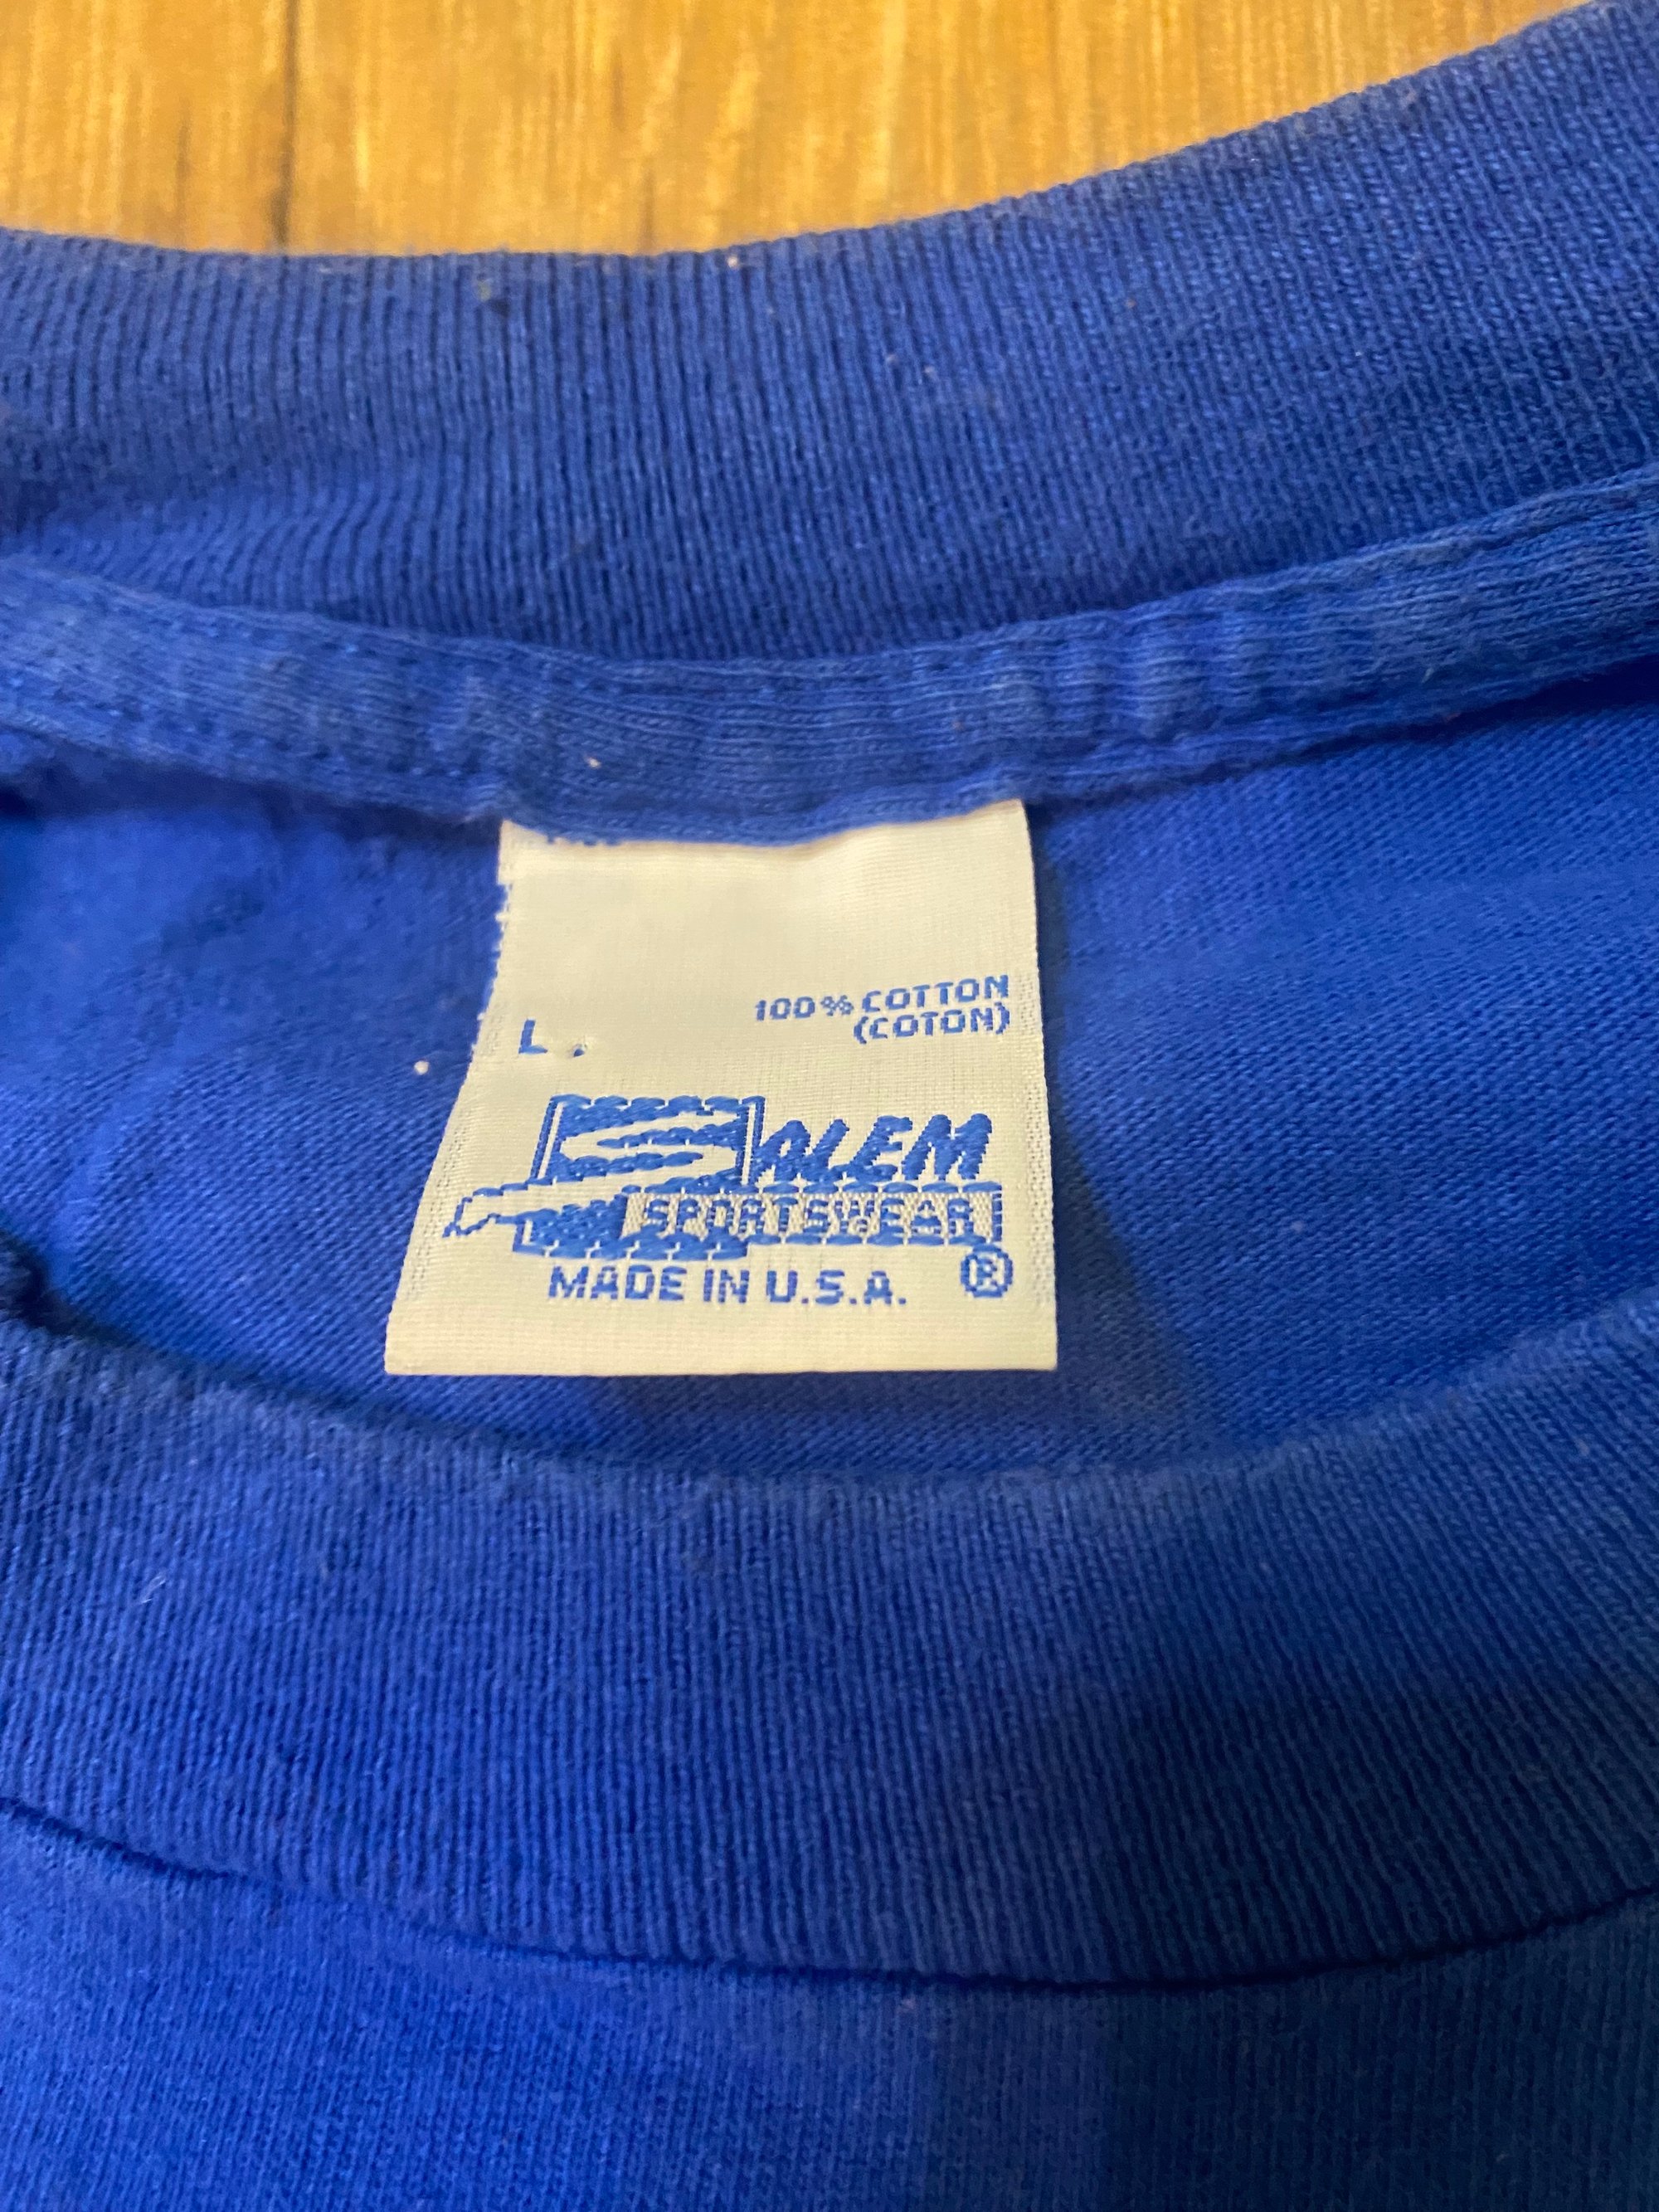 100% COTTON
(COTON)
L
SALEM
SPORTSWEAR
MADE IN U.S.A. ®